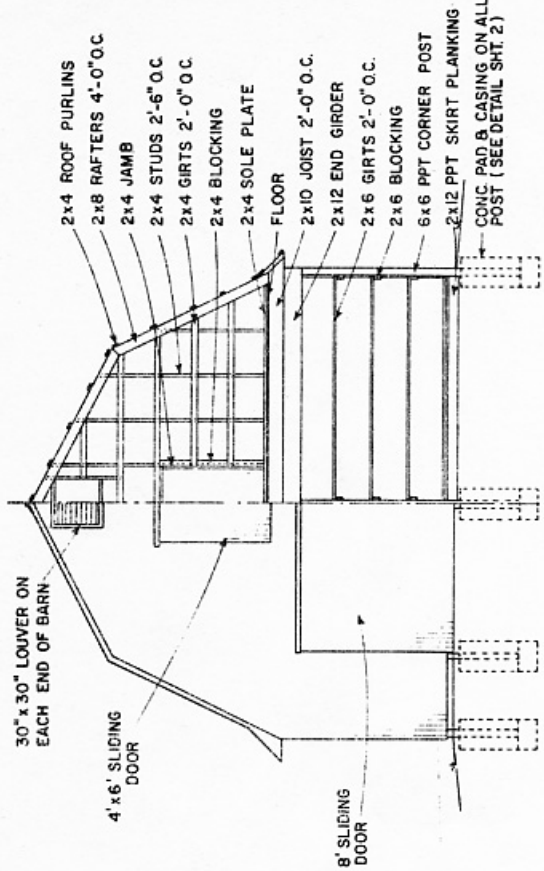 30" x 30" LOUVER ON
EACH END OF BARN
4'x6' SLIDING
DOOR
8' SLIDING
DOOR
2x4 ROOF PURLINS
2x8 RAFTERS 4'-0" O.C.
2x4 JAMB
2x4 STUDS 2'-6" O.C.
2x4 GIRTS 2'-0" O.C.
2x4 BLOCKING
2x4 SOLE PLATE
FLOOR
2x10 JOIST 2'-0" O.C.
2x12 END GIRDER
2x6 GIRTS 2'-0" O.C.
2x6 BLOCKING
6x6 PPT CORNER POST
2x12 PPT SKIRT PLANKING
CONC. PAD & CASING ON ALL
POST (SEE DETAIL SHT. 2)